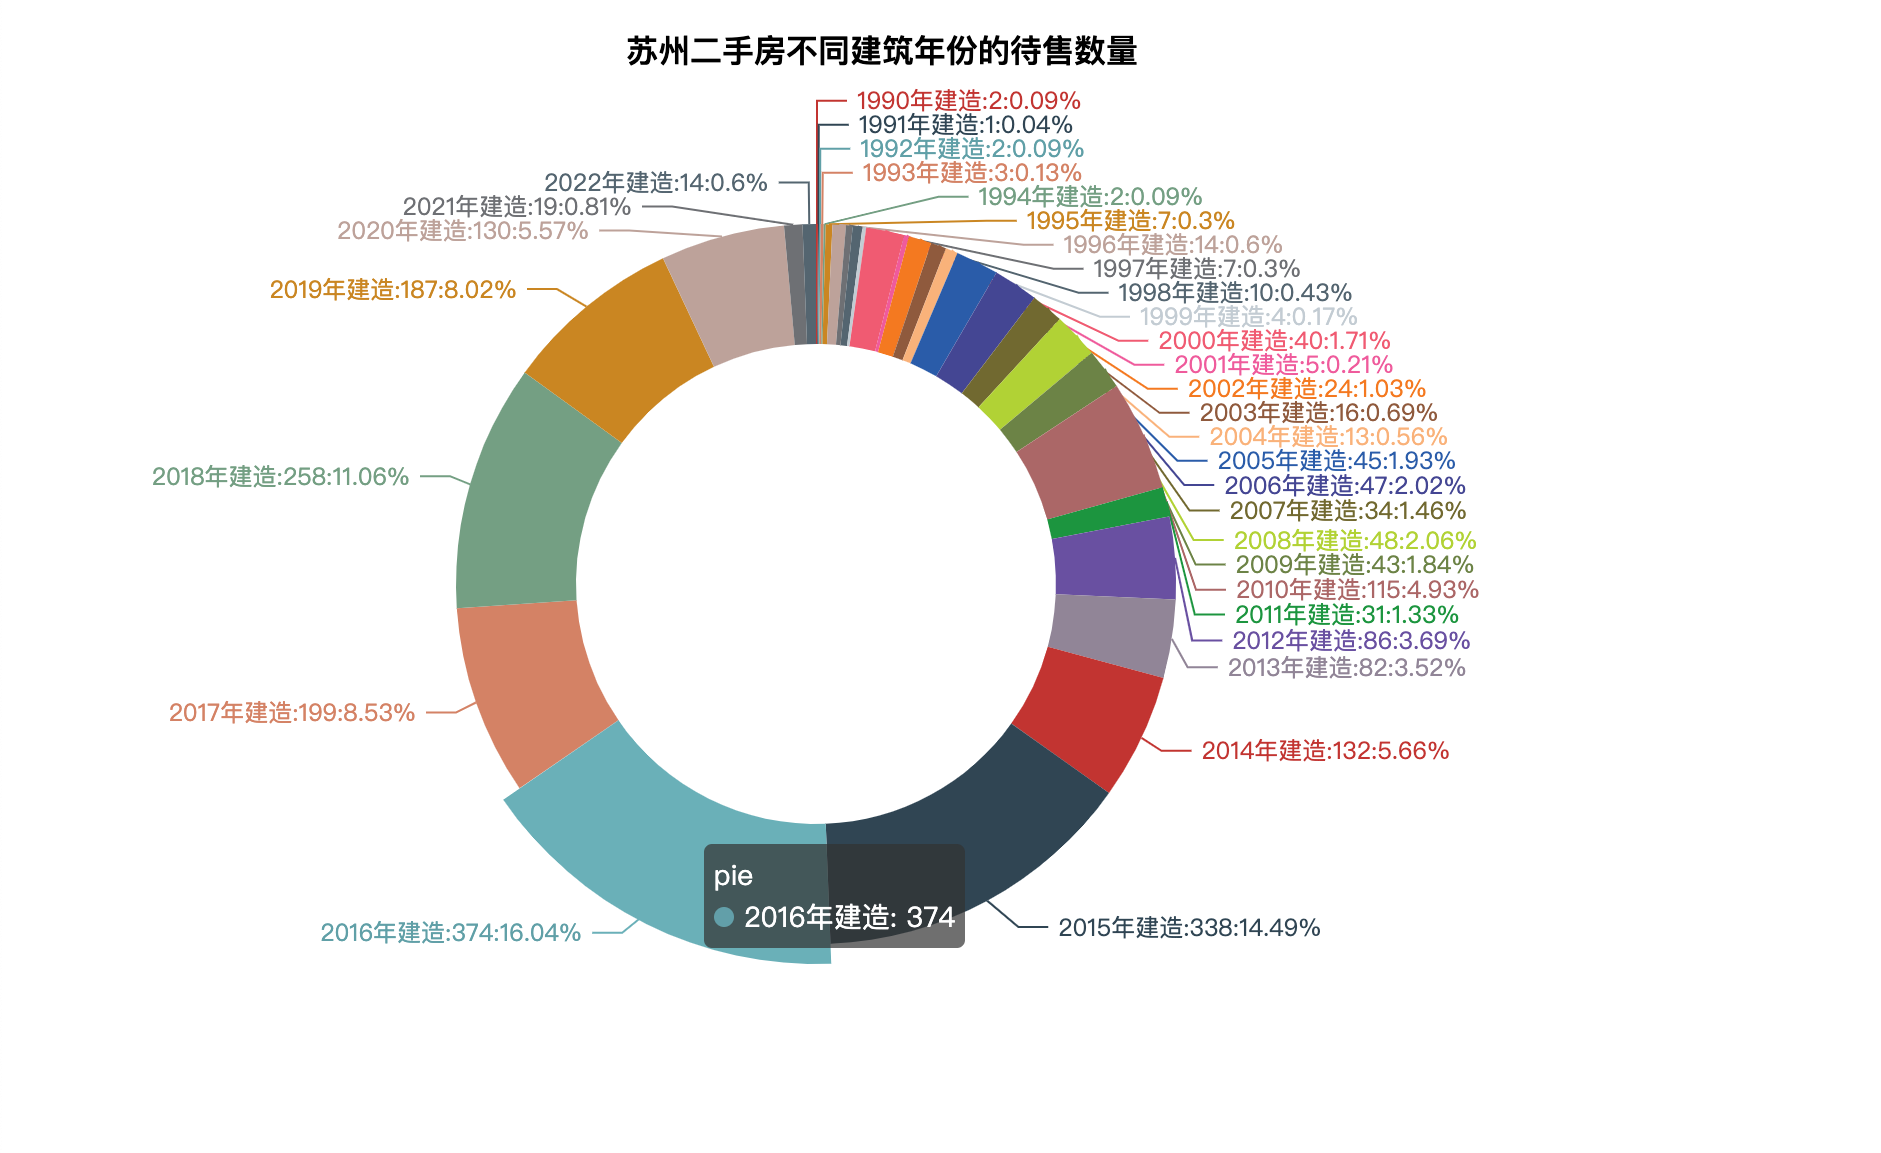 苏州二手房不同建筑年份的待售数量
1990年建造:2:0.09%
1991年建造:1:0.04%
1992年建造:2:0.09%
1993年建造:3:0.13%
1994年建造:2:0.09%
1995年建造:7:0.3%
1996年建造:14:0.6%
1997年建造:7:0.3%
1998年建造:10:0.43%
1999年建造:4:0.17%
2000年建造:40:1.71%
2001年建造:5:0.21%
2002年建造:24:1.03%
2003年建造:16:0.69%
2004年建造:13:0.56%
2005年建造:45:1.93%
2006年建造:47:2.02%
2007年建造:34:1.46%
2008年建造:48:2.06%
2009年建造:43:1.84%
2010年建造:115:4.93%
2011年建造:31:1.33%
2012年建造:86:3.69%
2013年建造:82:3.52%
2014年建造:132:5.66%
2015年建造:338:14.49%
2016年建造:374:16.04%
2017年建造:199:8.53%
2018年建造:258:11.06%
2019年建造:187:8.02%
2020年建造:130:5.57%
2021年建造:19:0.81%
2022年建造:14:0.6%
pie
2016年建造: 374